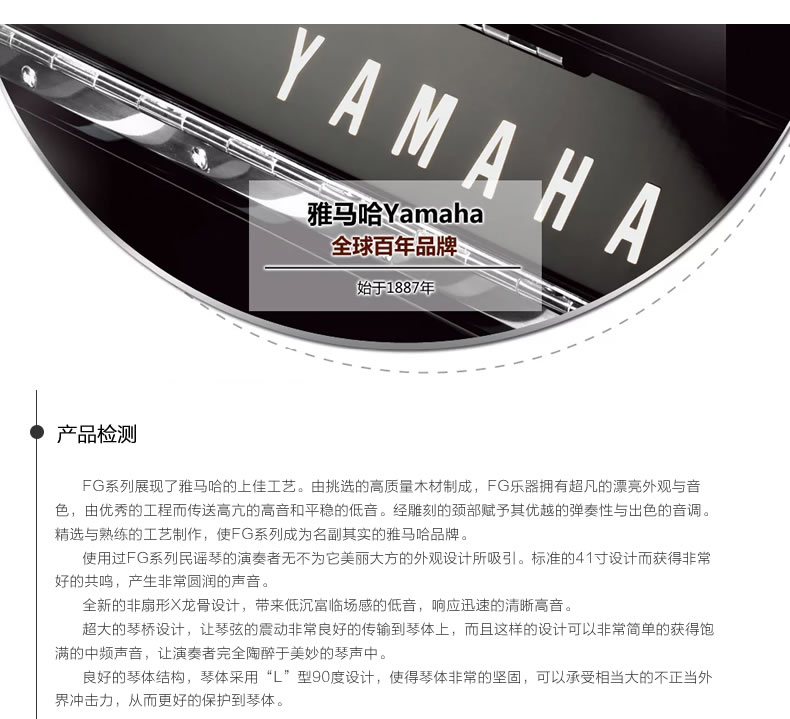 YAMAHA
雅马哈Yamaha
全球百年品牌
始于1887年
产品检测
FG系列展现了雅马哈的上佳工艺。由挑选的高质量木材制成，FG乐器拥有超凡的漂亮外观与音
色，由优秀的工程而传送高亢的高音和平稳的低音。经雕刻的颈部赋予其优越的弹奏性与出色的音调。
精选与熟练的工艺制作，使FG系列成为名副其实的雅马哈品牌。
使用过FG系列民谣琴的演奏者无不为它美丽大方的外观设计所吸引。标准的41寸设计而获得非常
好的共鸣，产生非常圆润的声音。
全新的非扇形X龙骨设计，带来低沉富临场感的低音，响应迅速的清晰高音。
超大的琴桥设计，让琴弦的震动非常良好的传输到琴体上，而且这样的设计可以非常简单的获得饱
满的中频声音，让演奏者完全陶醉于美妙的琴声中。
良好的琴体结构，琴体采用“L”型90度设计，使得琴体非常的坚固，可以承受相当大的不正当外
界冲击力，从而更好的保护到琴体。